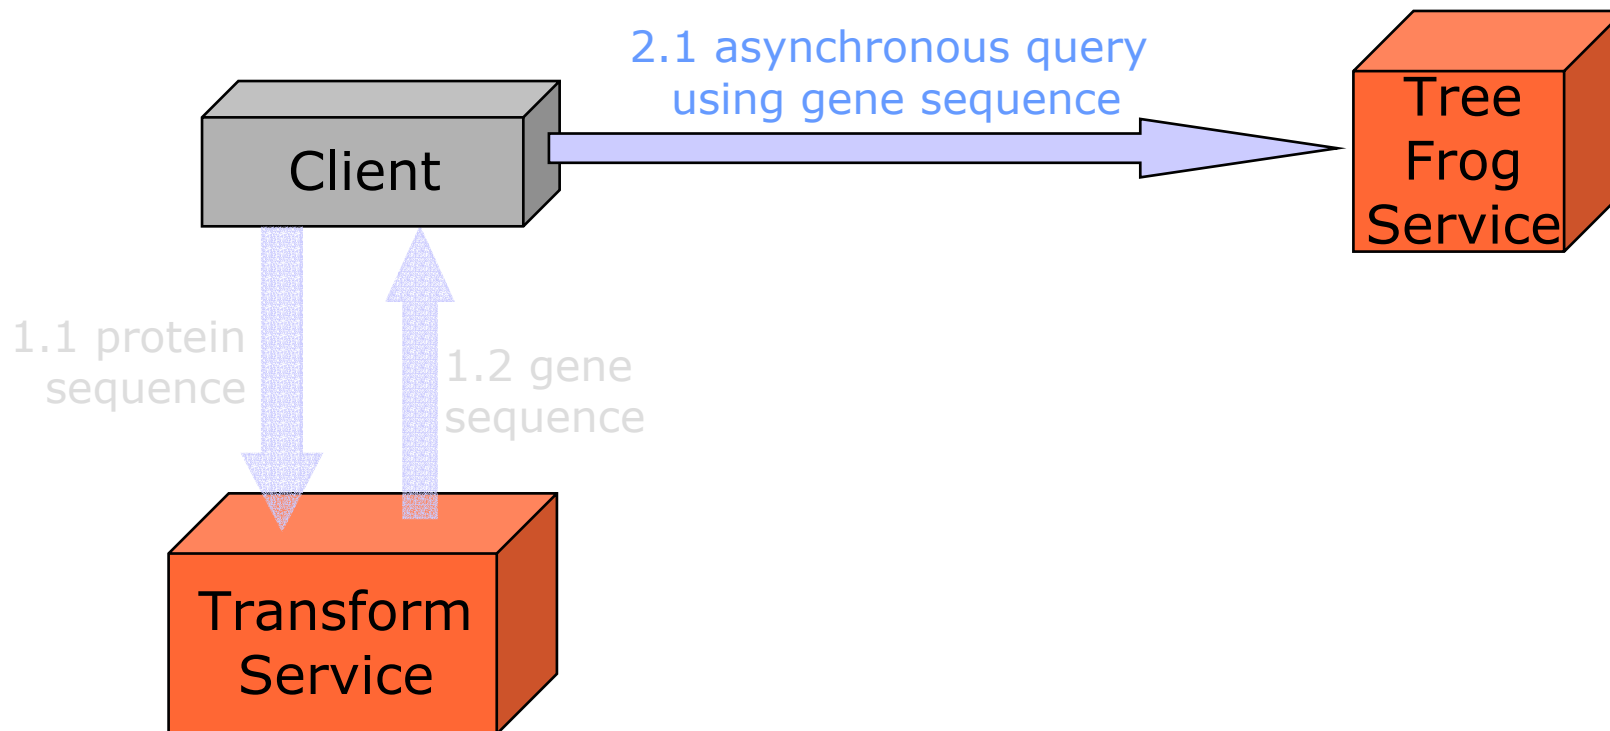 2.1 asynchronous query
using gene sequence
Tree
Frog
Service
Client
1.1 protein
sequence
1.2 gene
sequence
Transform
Service